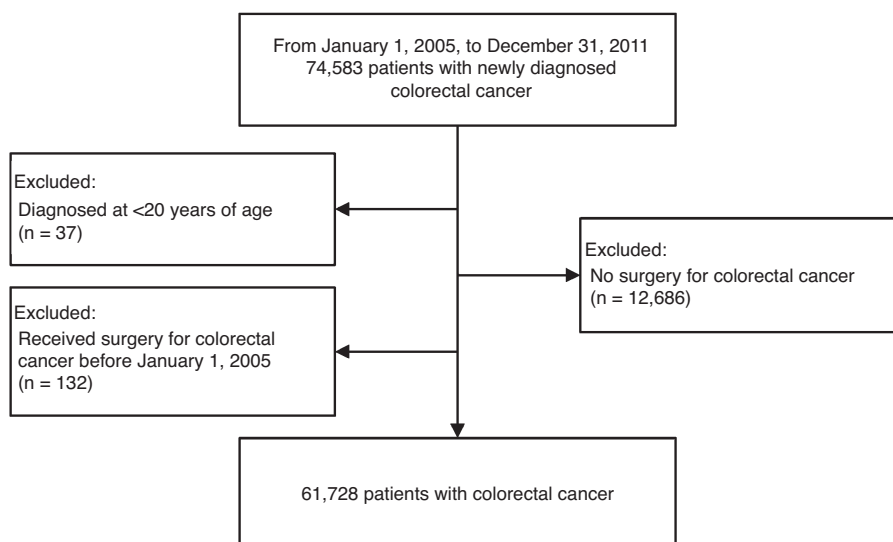 From January 1, 2005, to December 31, 2011
74,583 patients with newly diagnosed
colorectal cancer
Excluded:
Diagnosed at <20 years of age
(n = 37)
Excluded:
No surgery for colorectal cancer
(n = 12,686)
Excluded:
Received surgery for colorectal
cancer before January 1, 2005
(n = 132)
61,728 patients with colorectal cancer